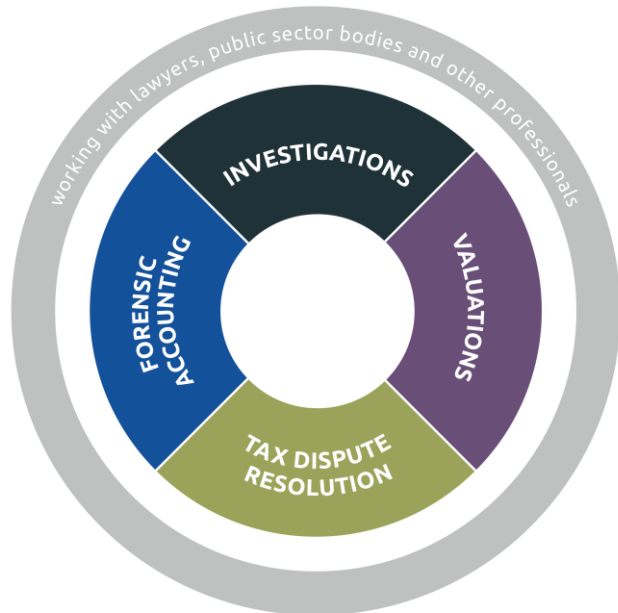 working with lawyers, public sector bodies and other professionals
INVESTIGATIONS
VALUATIONS
TAX DISPUTE
RESOLUTION
FORENSIC
ACCOUNTING